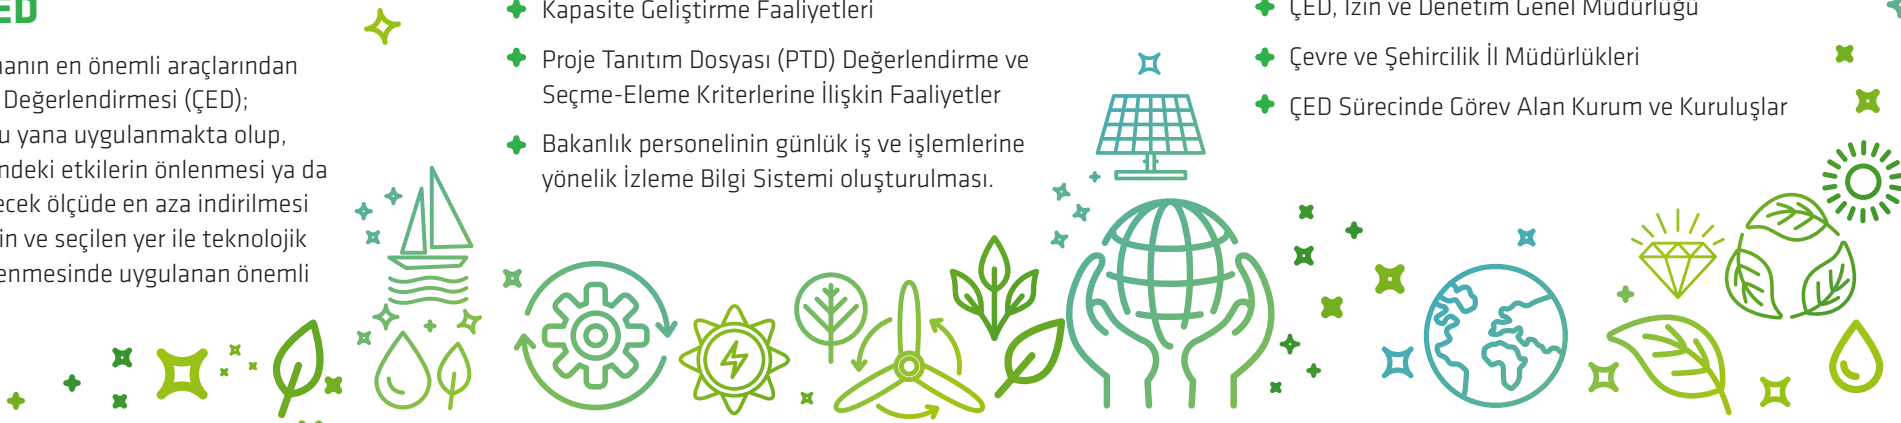 ED
anın en önemli araçlarından
Değerlendirmesi (ÇED);
u yana uygulanmakta olup,
ndeki etkilerin önlenmesi ya da
ecek ölçüde en aza indirilmesi
in ve seçilen yer ile teknolojik
enmesinde uygulanan önemli
Kapasite Geliştirme Faaliyetleri
Proje Tanıtım Dosyası (PTD) Değerlendirme ve
Seçme-Eleme Kriterlerine İlişkin Faaliyetler
Bakanlık personelinin günlük iş ve işlemlerine
yönelik İzleme Bilgi Sistemi oluşturulması.
ÇED, İzin ve Denetim Genel Müdürlüğü
Çevre ve Şehircilik İl Müdürlükleri
ÇED Sürecinde Görev Alan Kurum ve Kuruluşlar